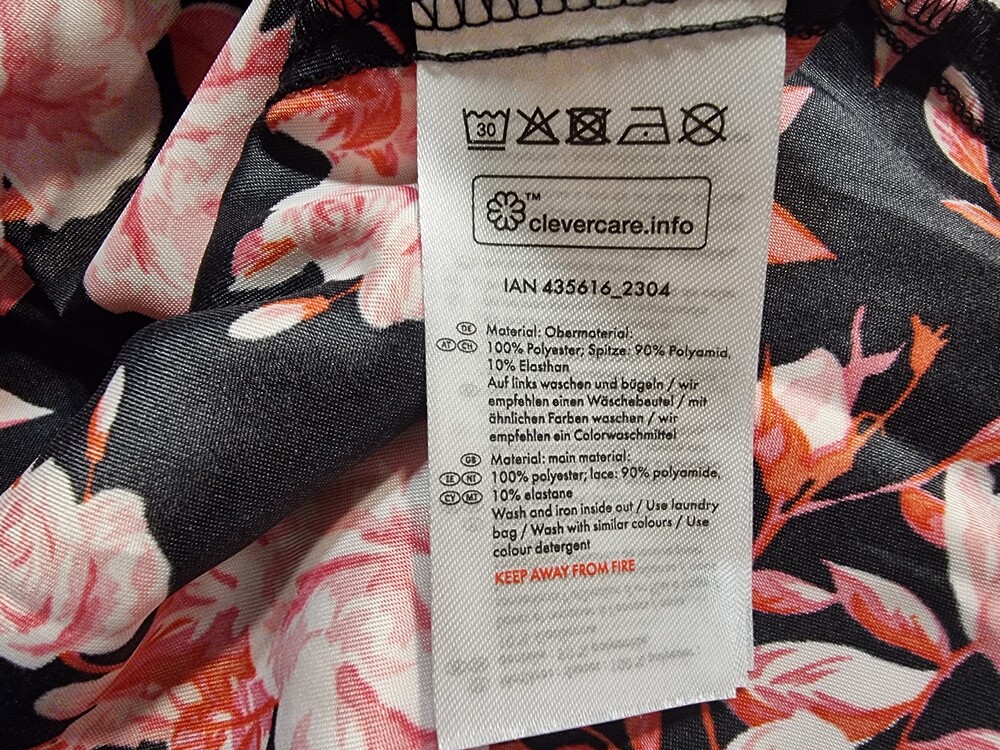 30
™
clevercare.info
IAN 435616_2304
DE Material: Obermaterial:
AT CH 100% Polyester; Spitze: 90% Polyamid,
10% Elasthan
Auf links waschen und bügeln / wir
empfehlen einen Wäschebeutel / mit
ähnlichen Farben waschen / wir
empfehlen ein Colorwaschmittel
GB Material: main material:
IE NI 100% polyester; lace: 90% polyamide,
CY MT 10% elastane
Wash and iron inside out / Use laundry
bag / Wash with similar colours / Use
colour detergent
KEEP AWAY FROM FIRE